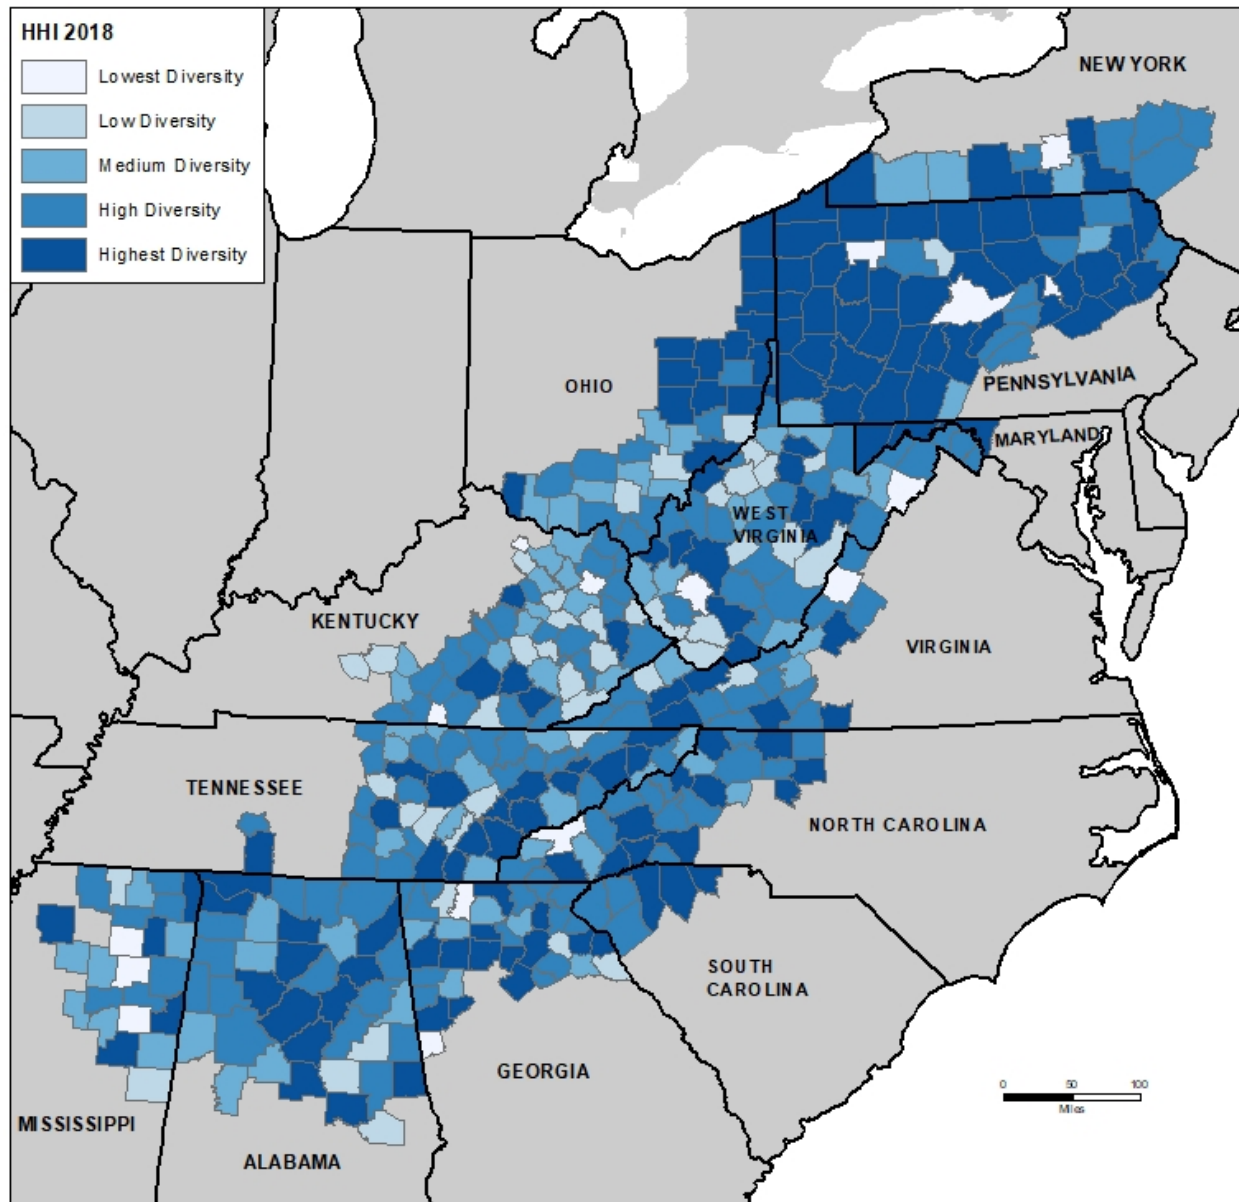 HHI 2018
Lowest Diversity
Low Diversity
Medium Diversity
High Diversity
Highest Diversity
NEW YORK
OHIO
PENNSYLVANIA
MARYLAND
WEST
VIRGINIA
KENTUCKY
VIRGINIA
TENNESSEE
NORTH CAROLINA
SOUTH
CAROLINA
GEORGIA
MISSISSIPPI
ALABAMA
0 50 100
Miles